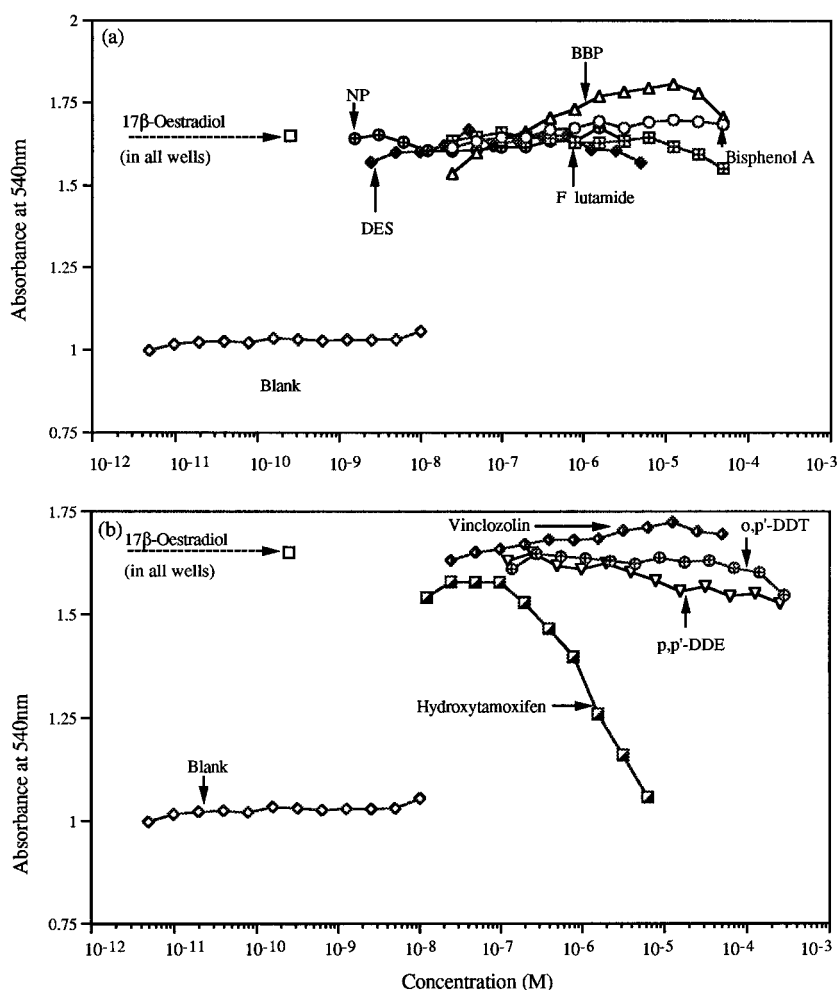 (a)
2
1.75
1.5
1.25
1
0.75
Absorbance at 540nm
BBP
NP
17β-Oestradiol
(in all wells)
Bisphenol A
F lutamide
DES
Blank
10-12 10-11 10-10 10-9 10-8 10-7 10-6 10-5 10-4 10-3
(b)
1.75
1.5
1.25
1
0.75
Absorbance at 540nm
Vinclozolin
o,p'-DDT
17β-Oestradiol
(in all wells)
p,p'-DDE
Hydroxytamoxifen
Blank
10-12 10-11 10-10 10-9 10-8 10-7 10-6 10-5 10-4 10-3
Concentration (M)